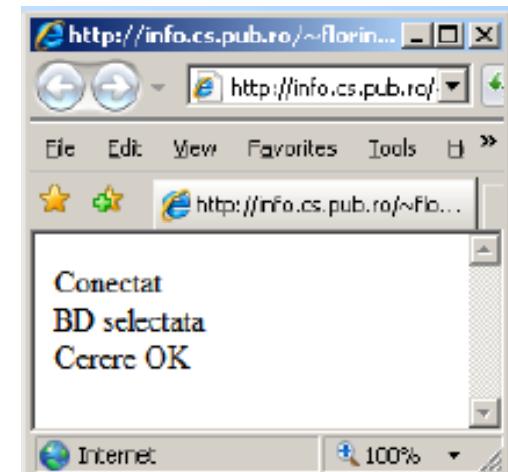 http://info.cs.pub.ro/~florin...
http://info.cs.pub.ro/
File Edit View Favorites Tools H »
http://info.cs.pub.ro/~flo...
Conectat
BD selectata
Cerere OK
Internet 100%